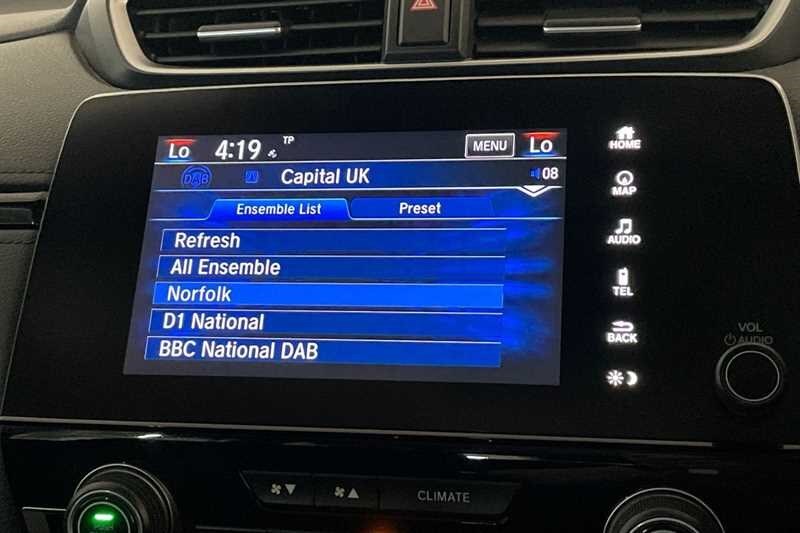 Lo 4:19 TP MENU Lo
DAB Capital UK 08
Ensemble List Preset
Refresh
All Ensemble
Norfolk
D1 National
BBC National DAB
HOME
MAP
AUDIO
TEL
BACK
VOL
AUDIO
CLIMATE